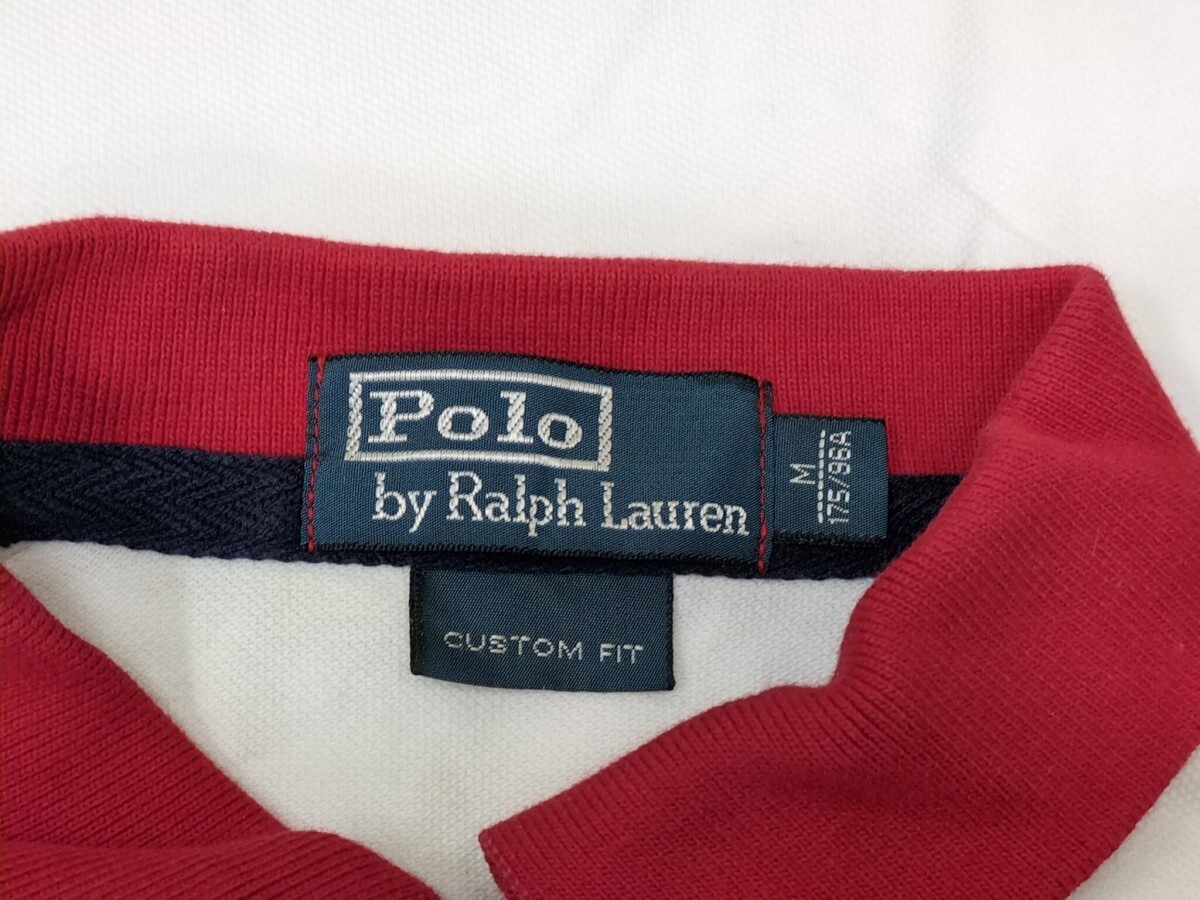 Polo
by Ralph Lauren
M
175/96A
CUSTOM FIT